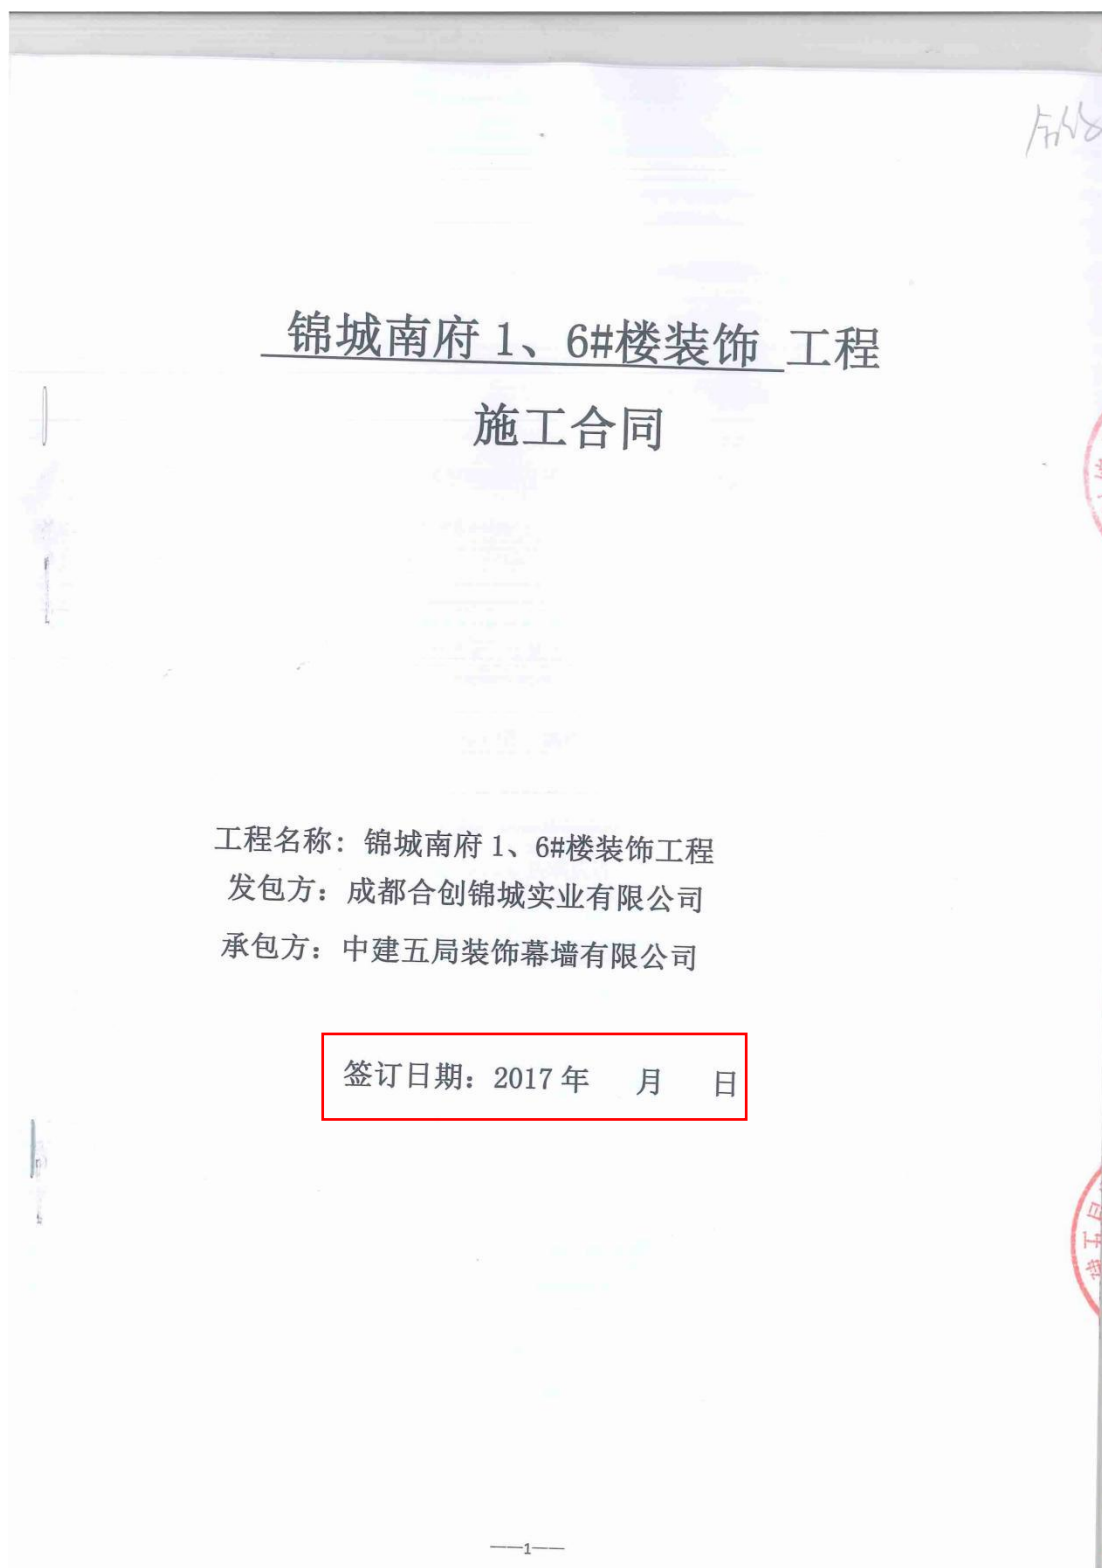 锦城南府 1、6#楼装饰 工程
施工合同
工程名称：锦城南府 1、6#楼装饰工程
发包方：成都合创锦城实业有限公司
承包方：中建五局装饰幕墙有限公司
签订日期：2017 年 月 日
——1——